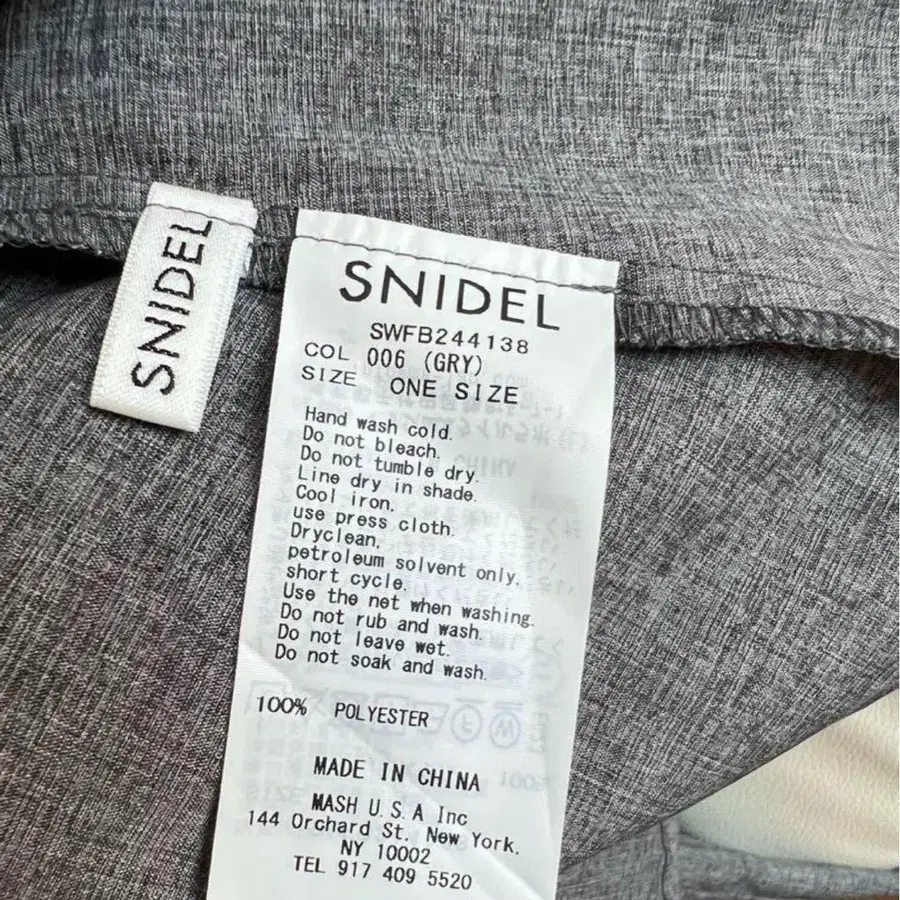 SNIDEL
SNIDEL
SWFB244138
COL 006 (GRY)
SIZE ONE SIZE
Hand wash cold.
Do not bleach.
Do not tumble dry.
Line dry in shade.
Cool iron.
use press cloth.
Dryclean,
petroleum solvent only.
short cycle.
Use the net when washing.
Do not rub and wash.
Do not leave wet.
Do not soak and wash.
100% POLYESTER
MADE IN CHINA
MASH U.S.A Inc
144 Orchard St. New York.
NY 10002
TEL 917 409 5520